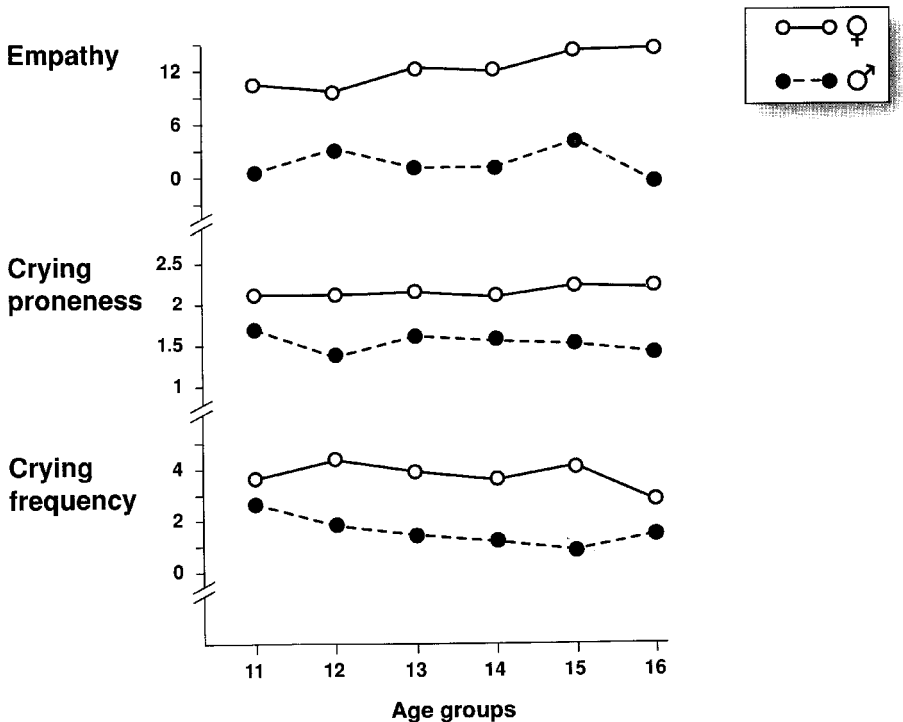 ♀
♂
Empathy
12
6
0
Crying
proneness
2.5
2
1.5
1
Crying
frequency
4
2
0
11 12 13 14 15 16
Age groups